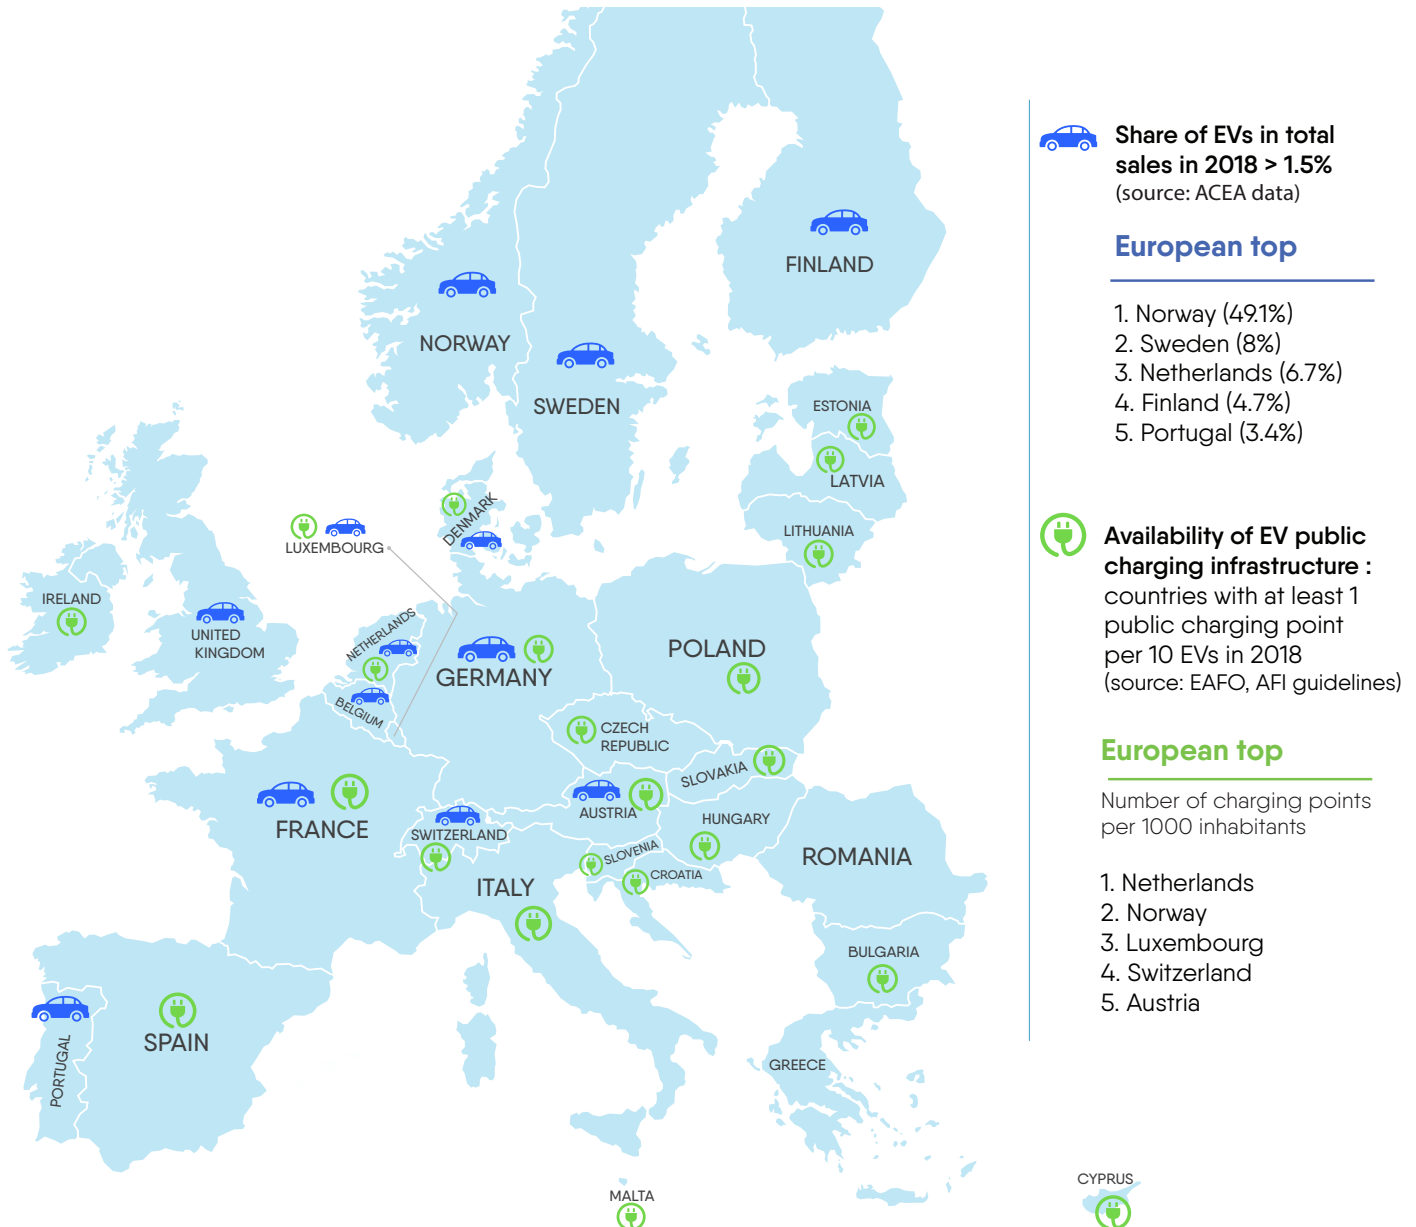 FINLAND
NORWAY
SWEDEN
ESTONIA
LATVIA
LITHUANIA
DENMARK
LUXEMBOURG
IRELAND
UNITED
KINGDOM
NETHERLANDS
BELGIUM
GERMANY
POLAND
CZECH
REPUBLIC
SLOVAKIA
AUSTRIA
HUNGARY
FRANCE
SWITZERLAND
SLOVENIA
CROATIA
ITALY
ROMANIA
BULGARIA
SPAIN
PORTUGAL
GREECE
MALTA
CYPRUS
Share of EVs in total
sales in 2018 > 1.5%
(source: ACEA data)
European top
1. Norway (49.1%)
2. Sweden (8%)
3. Netherlands (6.7%)
4. Finland (4.7%)
5. Portugal (3.4%)
Availability of EV public
charging infrastructure :
countries with at least 1
public charging point
per 10 EVs in 2018
(source: EAFO, AFI guidelines)
European top
Number of charging points
per 1000 inhabitants
1. Netherlands
2. Norway
3. Luxembourg
4. Switzerland
5. Austria